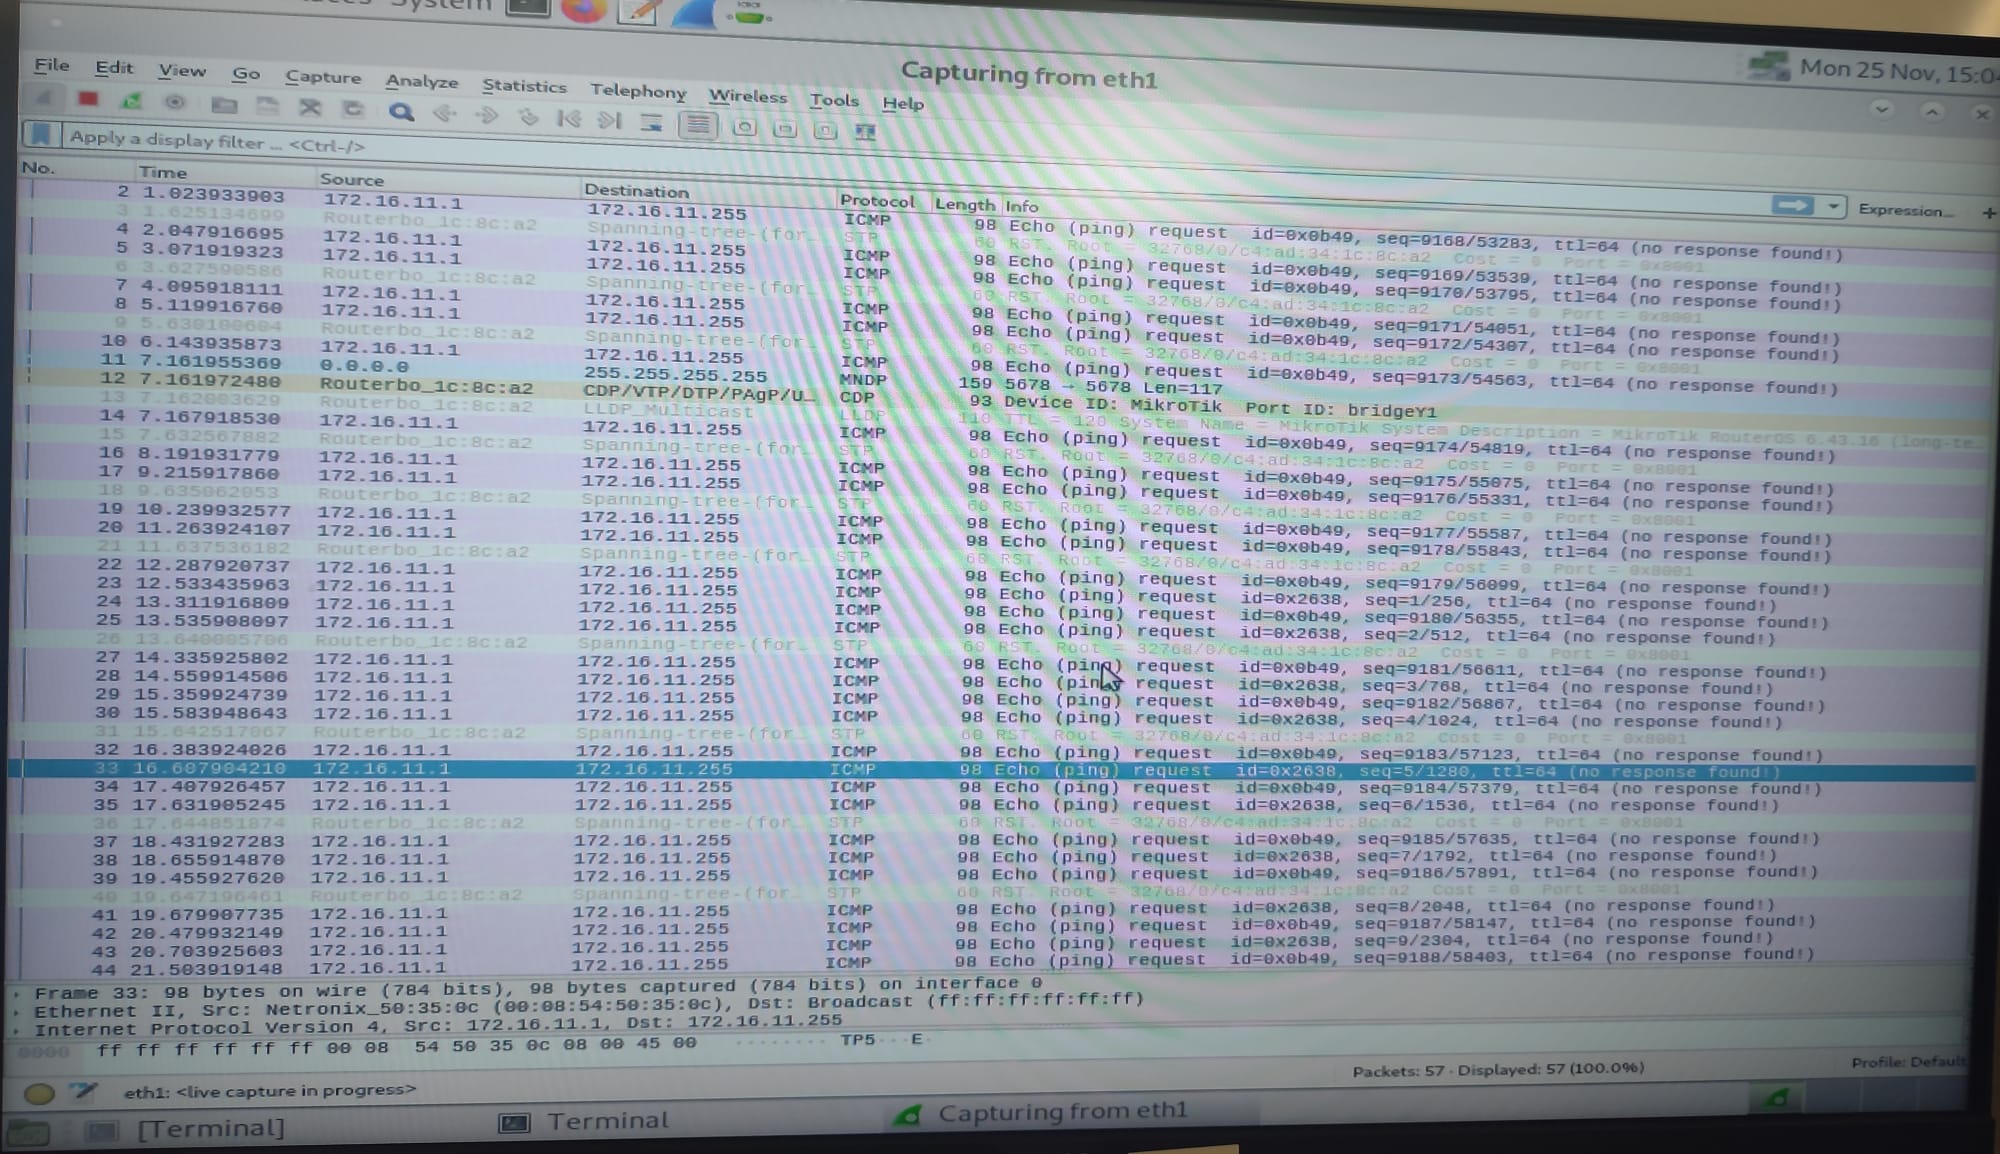 System
Mon 25 Nov, 15:0
Capturing from eth1
File Edit View Go Capture Analyze Statistics Telephony Wireless Tools Help
Apply a display filter ... <Ctrl-/>
Expression... +
No. Time Source Destination Protocol Length Info
2 1.023933903 172.16.11.1 172.16.11.255 ICMP 98 Echo (ping) request id=0x0b49, seq=9168/53283, ttl=64 (no response found!)
3 1.625134699 Routerbo_1c:8c:a2 Spanning-tree-(for… STP 60 RST. Root = 32768/0/c4:ad:34:1c:8c:a2 Cost = 0 Port = 0x8001
4 2.047916695 172.16.11.1 172.16.11.255 ICMP 98 Echo (ping) request id=0x0b49, seq=9169/53539, ttl=64 (no response found!)
5 3.071919323 172.16.11.1 172.16.11.255 ICMP 98 Echo (ping) request id=0x0b49, seq=9170/53795, ttl=64 (no response found!)
6 3.627590586 Routerbo_1c:8c:a2 Spanning-tree-(for… STP 60 RST. Root = 32768/0/c4:ad:34:1c:8c:a2 Cost = 0 Port = 0x8001
7 4.095918111 172.16.11.1 172.16.11.255 ICMP 98 Echo (ping) request id=0x0b49, seq=9171/54051, ttl=64 (no response found!)
8 5.119916760 172.16.11.1 172.16.11.255 ICMP 98 Echo (ping) request id=0x0b49, seq=9172/54307, ttl=64 (no response found!)
9 5.630100604 Routerbo_1c:8c:a2 Spanning-tree-(for… STP 60 RST. Root = 32768/0/c4:ad:34:1c:8c:a2 Cost = 0 Port = 0x8001
10 6.143935873 172.16.11.1 172.16.11.255 ICMP 98 Echo (ping) request id=0x0b49, seq=9173/54563, ttl=64 (no response found!)
11 7.161955369 0.0.0.0 255.255.255.255 MNDP 159 5678 → 5678 Len=117
12 7.161972480 Routerbo_1c:8c:a2 CDP/VTP/DTP/PAgP/U… CDP 93 Device ID: MikroTik Port ID: bridgeY1
13 7.162003629 Routerbo_1c:8c:a2 LLDP_Multicast LLDP 110 TTL = 120 System Name = MikroTik System Description = MikroTik RouterOS 6.43.16 (long-te…
14 7.167918530 172.16.11.1 172.16.11.255 ICMP 98 Echo (ping) request id=0x0b49, seq=9174/54819, ttl=64 (no response found!)
15 7.632567882 Routerbo_1c:8c:a2 Spanning-tree-(for… STP 60 RST. Root = 32768/0/c4:ad:34:1c:8c:a2 Cost = 0 Port = 0x8001
16 8.191931779 172.16.11.1 172.16.11.255 ICMP 98 Echo (ping) request id=0x0b49, seq=9175/55075, ttl=64 (no response found!)
17 9.215917860 172.16.11.1 172.16.11.255 ICMP 98 Echo (ping) request id=0x0b49, seq=9176/55331, ttl=64 (no response found!)
18 9.635062053 Routerbo_1c:8c:a2 Spanning-tree-(for… STP 60 RST. Root = 32768/0/c4:ad:34:1c:8c:a2 Cost = 0 Port = 0x8001
19 10.239932577 172.16.11.1 172.16.11.255 ICMP 98 Echo (ping) request id=0x0b49, seq=9177/55587, ttl=64 (no response found!)
20 11.263924107 172.16.11.1 172.16.11.255 ICMP 98 Echo (ping) request id=0x0b49, seq=9178/55843, ttl=64 (no response found!)
21 11.637536182 Routerbo_1c:8c:a2 Spanning-tree-(for… STP 60 RST. Root = 32768/0/c4:ad:34:1c:8c:a2 Cost = 0 Port = 0x8001
22 12.287920737 172.16.11.1 172.16.11.255 ICMP 98 Echo (ping) request id=0x0b49, seq=9179/56099, ttl=64 (no response found!)
23 12.533435963 172.16.11.1 172.16.11.255 ICMP 98 Echo (ping) request id=0x2638, seq=1/256, ttl=64 (no response found!)
24 13.311916809 172.16.11.1 172.16.11.255 ICMP 98 Echo (ping) request id=0x0b49, seq=9180/56355, ttl=64 (no response found!)
25 13.535908097 172.16.11.1 172.16.11.255 ICMP 98 Echo (ping) request id=0x2638, seq=2/512, ttl=64 (no response found!)
26 13.640005706 Routerbo_1c:8c:a2 Spanning-tree-(for… STP 60 RST. Root = 32768/0/c4:ad:34:1c:8c:a2 Cost = 0 Port = 0x8001
27 14.335925802 172.16.11.1 172.16.11.255 ICMP 98 Echo (ping) request id=0x0b49, seq=9181/56611, ttl=64 (no response found!)
28 14.559914506 172.16.11.1 172.16.11.255 ICMP 98 Echo (ping) request id=0x2638, seq=3/768, ttl=64 (no response found!)
29 15.359924739 172.16.11.1 172.16.11.255 ICMP 98 Echo (ping) request id=0x0b49, seq=9182/56867, ttl=64 (no response found!)
30 15.583948643 172.16.11.1 172.16.11.255 ICMP 98 Echo (ping) request id=0x2638, seq=4/1024, ttl=64 (no response found!)
31 15.642517067 Routerbo_1c:8c:a2 Spanning-tree-(for… STP 60 RST. Root = 32768/0/c4:ad:34:1c:8c:a2 Cost = 0 Port = 0x8001
32 16.383924026 172.16.11.1 172.16.11.255 ICMP 98 Echo (ping) request id=0x0b49, seq=9183/57123, ttl=64 (no response found!)
33 16.607904210 172.16.11.1 172.16.11.255 ICMP 98 Echo (ping) request id=0x2638, seq=5/1280, ttl=64 (no response found!)
34 17.407926457 172.16.11.1 172.16.11.255 ICMP 98 Echo (ping) request id=0x0b49, seq=9184/57379, ttl=64 (no response found!)
35 17.631905245 172.16.11.1 172.16.11.255 ICMP 98 Echo (ping) request id=0x2638, seq=6/1536, ttl=64 (no response found!)
36 17.644851874 Routerbo_1c:8c:a2 Spanning-tree-(for… STP 60 RST. Root = 32768/0/c4:ad:34:1c:8c:a2 Cost = 0 Port = 0x8001
37 18.431927283 172.16.11.1 172.16.11.255 ICMP 98 Echo (ping) request id=0x0b49, seq=9185/57635, ttl=64 (no response found!)
38 18.655914870 172.16.11.1 172.16.11.255 ICMP 98 Echo (ping) request id=0x2638, seq=7/1792, ttl=64 (no response found!)
39 19.455927620 172.16.11.1 172.16.11.255 ICMP 98 Echo (ping) request id=0x0b49, seq=9186/57891, ttl=64 (no response found!)
40 19.647196461 Routerbo_1c:8c:a2 Spanning-tree-(for… STP 60 RST. Root = 32768/0/c4:ad:34:1c:8c:a2 Cost = 0 Port = 0x8001
41 19.679907735 172.16.11.1 172.16.11.255 ICMP 98 Echo (ping) request id=0x2638, seq=8/2048, ttl=64 (no response found!)
42 20.479932149 172.16.11.1 172.16.11.255 ICMP 98 Echo (ping) request id=0x0b49, seq=9187/58147, ttl=64 (no response found!)
43 20.703925603 172.16.11.1 172.16.11.255 ICMP 98 Echo (ping) request id=0x2638, seq=9/2304, ttl=64 (no response found!)
44 21.503919148 172.16.11.1 172.16.11.255 ICMP 98 Echo (ping) request id=0x0b49, seq=9188/58403, ttl=64 (no response found!)
Frame 33: 98 bytes on wire (784 bits), 98 bytes captured (784 bits) on interface 0
Ethernet II, Src: Netronix_50:35:0c (00:08:54:50:35:0c), Dst: Broadcast (ff:ff:ff:ff:ff:ff)
Internet Protocol Version 4, Src: 172.16.11.1, Dst: 172.16.11.255
0000 ff ff ff ff ff ff 00 08 54 50 35 0c 08 00 45 00 ········ TP5···E·
eth1: <live capture in progress>
Packets: 57 · Displayed: 57 (100.0%)
Profile: Default
[Terminal] Terminal Capturing from eth1